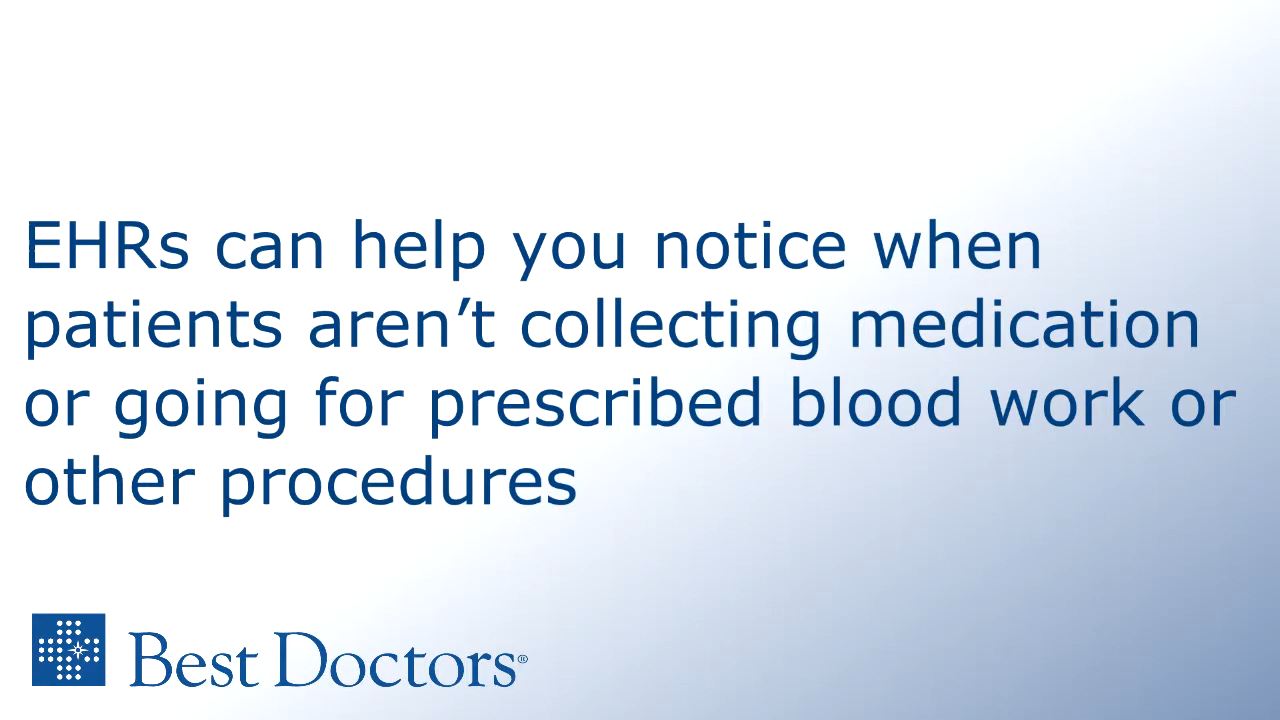 EHRs can help you notice when
patients aren’t collecting medication
or going for prescribed blood work or
other procedures
Best Doctors®